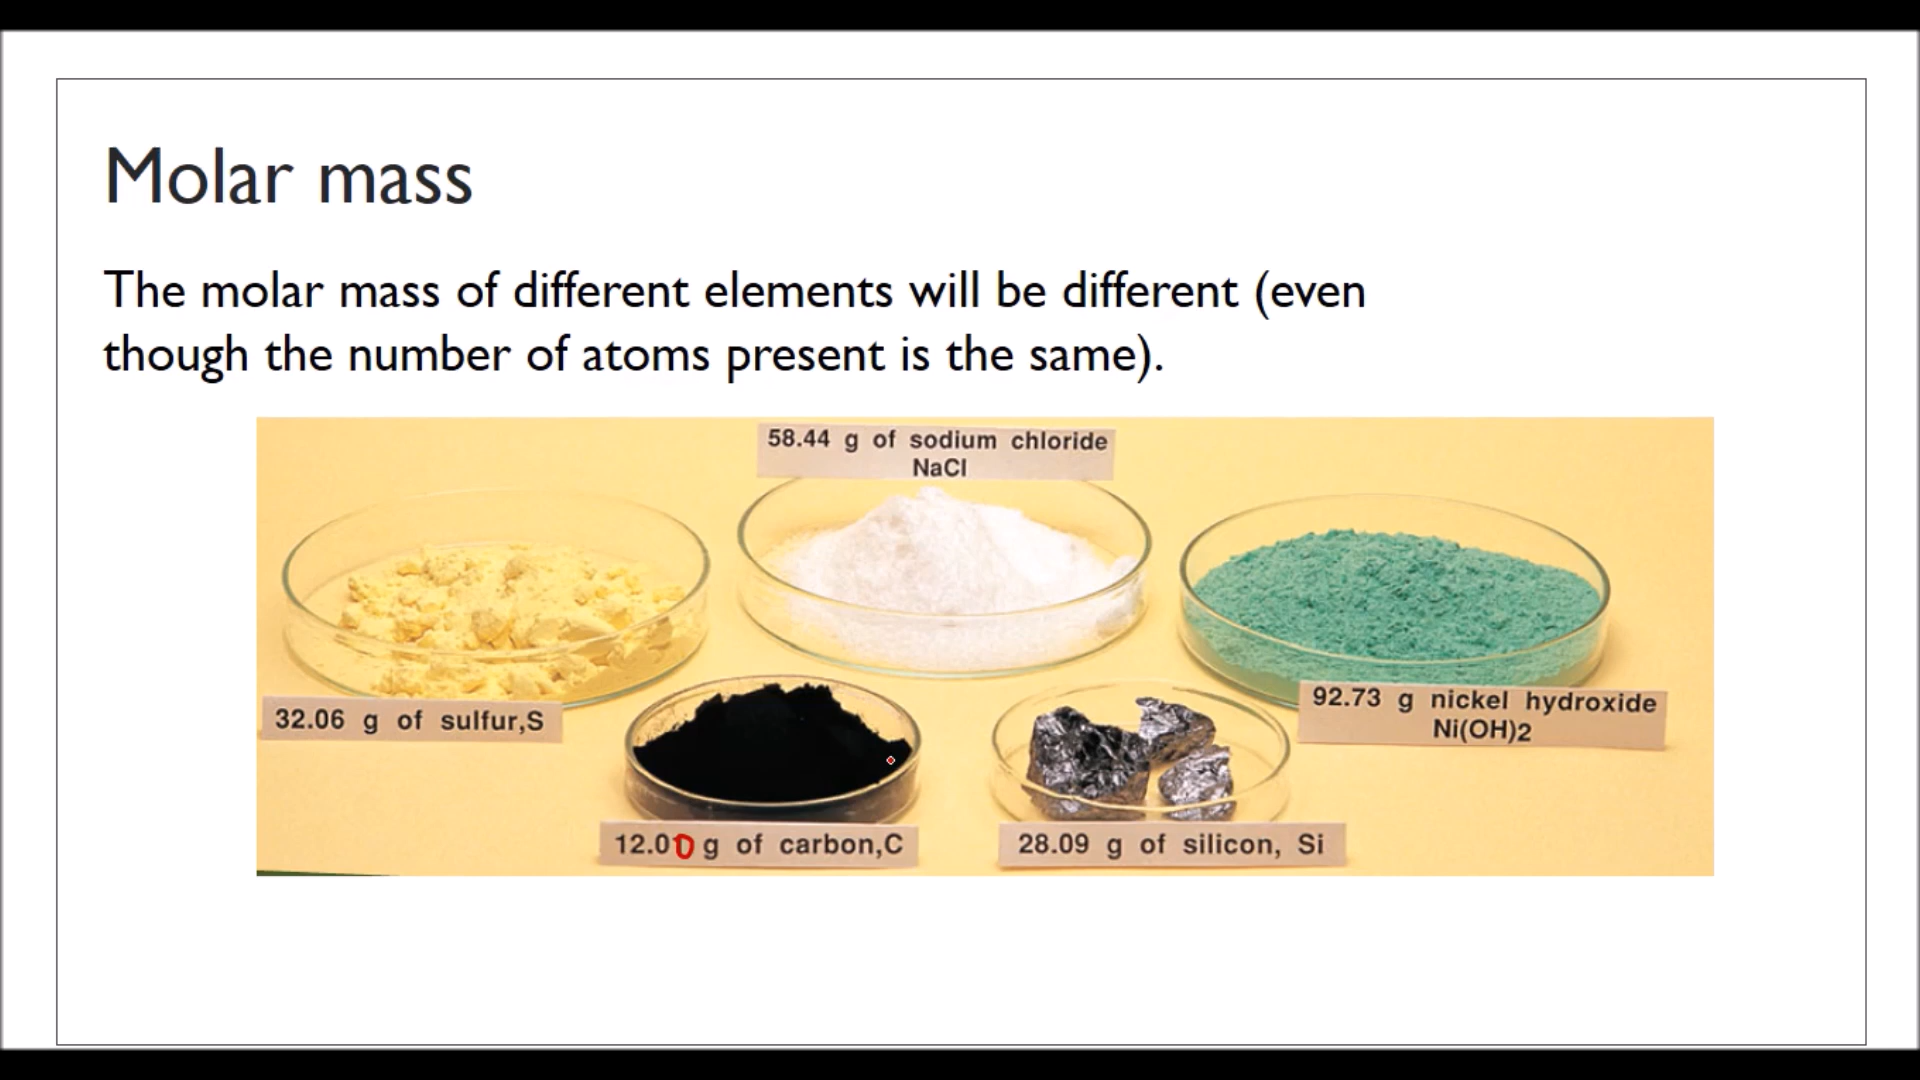 Molar mass
The molar mass of different elements will be different (even
though the number of atoms present is the same).
58.44 g of sodium chloride
NaCl
32.06 g of sulfur,S
92.73 g nickel hydroxide
Ni(OH)2
12.00 g of carbon,C
28.09 g of silicon, Si